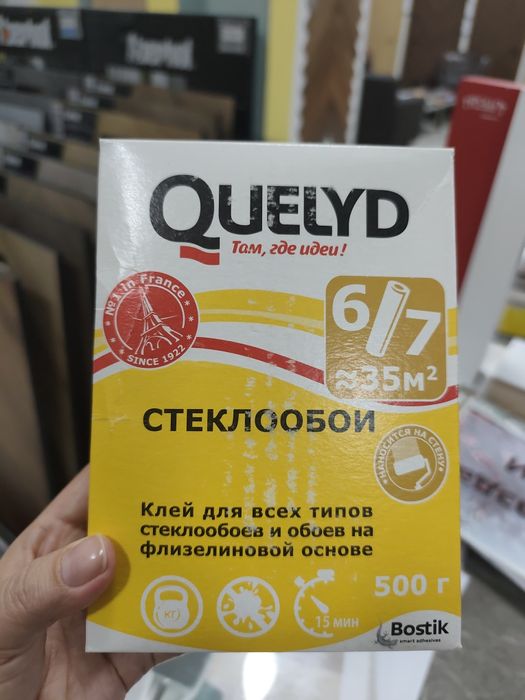 QUELYD
Там, где идеи!
№1 in France
SINCE 1922
6/7
≈35м²
СТЕКЛООБОИ
НАНОСИТСЯ НА СТЕНУ
Клей для всех типов
стеклообоев и обоев на
флизелиновой основе
кг
15 мин
500 г
Bostik
smart adhesives